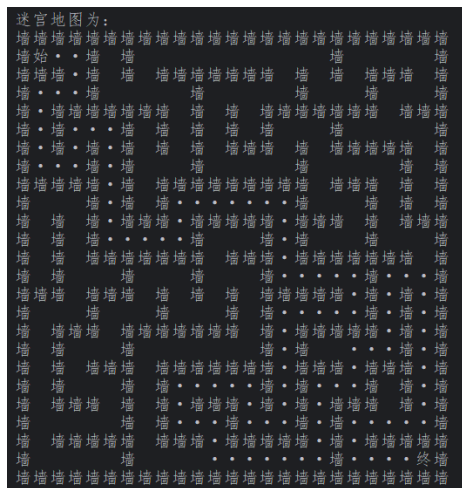 迷宫地图为:
墙墙墙墙墙墙墙墙墙墙墙墙墙墙墙墙墙墙墙墙墙墙墙墙墙
墙始··墙　墙　　　　　　　　　　　墙　　　　　墙
墙墙墙·墙　墙　墙墙墙墙墙墙墙墙墙　墙　墙墙墙　墙
墙···墙　　　　　墙　　　　　墙　　　墙　　　墙
墙·墙墙墙墙墙墙墙　墙　墙　墙墙墙墙墙墙墙　墙墙墙
墙·墙···墙　墙　墙　墙　墙　　　墙　　　　　墙
墙·墙·墙·墙　墙　墙　墙墙墙　墙　墙墙墙墙墙　墙
墙···墙·墙　　　墙　　　　　墙　　　　　墙　墙
墙墙墙墙墙·墙　墙墙墙墙墙墙墙墙墙　墙墙墙　墙　墙
墙　　　墙·墙　墙·······墙　　　墙　墙　墙
墙　墙　墙·墙墙墙·墙墙墙墙墙·墙墙墙　墙　墙墙墙
墙　墙　墙·····墙　　　墙·墙　　　墙　　　墙
墙　墙　墙墙墙墙墙墙墙　墙墙墙·墙墙墙墙墙墙墙　墙
墙　墙　　　墙　　　墙　　　墙·····墙···墙
墙墙墙　墙墙墙　墙　墙　墙　墙墙墙墙墙·墙·墙·墙
墙　　　墙　　　墙　　　墙　墙·····墙·墙·墙
墙　墙墙墙　墙墙墙墙墙墙墙　墙·墙墙墙墙墙·墙·墙
墙　墙　　　墙　　　　　　　墙·墙　　···墙·墙
墙　墙　墙墙墙　墙墙墙墙墙墙墙·墙墙墙·墙墙墙·墙
墙　墙　　　墙　墙·····墙·墙···墙　墙·墙
墙　墙墙墙　墙　墙·墙墙墙·墙·墙·墙墙墙墙墙·墙
墙　　　　　墙　墙···墙···墙·墙·····墙
墙　墙墙墙墙墙　墙墙墙·墙墙墙墙墙·墙·墙墙墙墙墙
墙　　　　　墙　　　　·······墙····终墙
墙墙墙墙墙墙墙墙墙墙墙墙墙墙墙墙墙墙墙墙墙墙墙墙墙